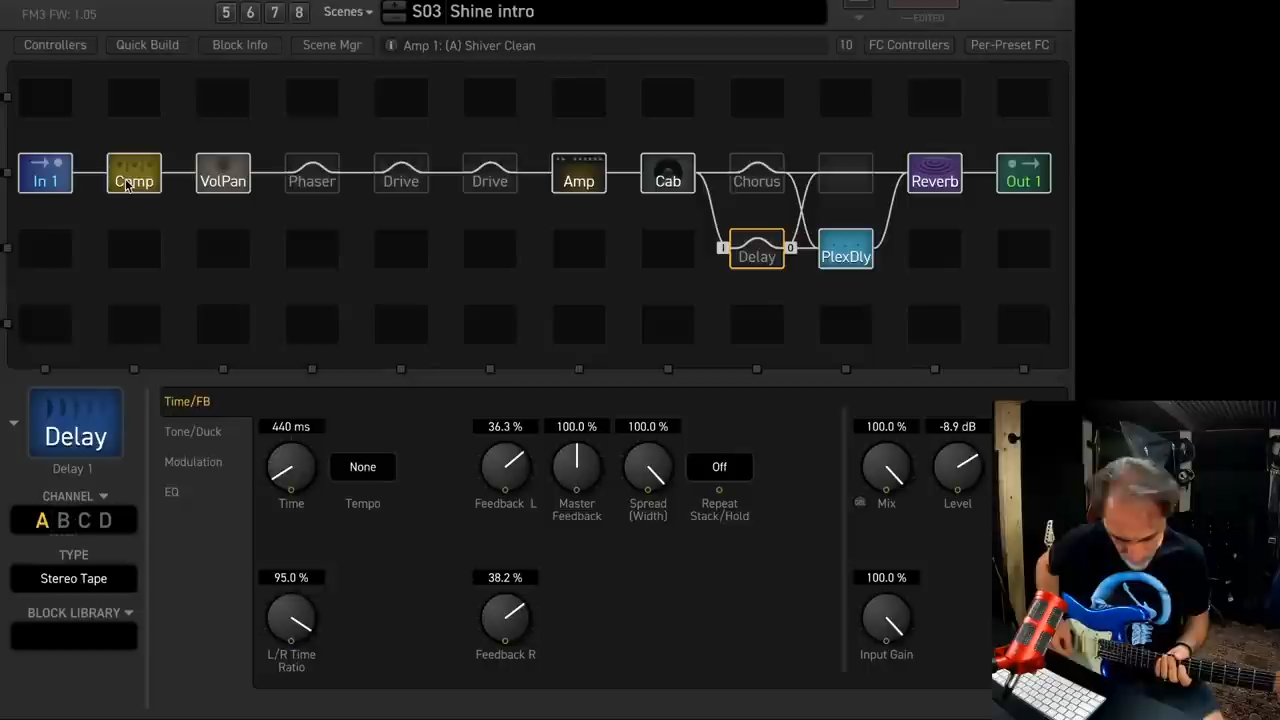 FM3 FW: 1.05
5 6 7 8 Scenes S03 Shine intro
EDITED
Controllers Quick Build Block Info Scene Mgr Amp 1: (A) Shiver Clean 10 FC Controllers Per-Preset FC
In 1 Comp VolPan Phaser Drive Drive Amp Cab Chorus Reverb Out 1
I Delay O PlexDly
Delay
Delay 1
CHANNEL
A B C D
TYPE
Stereo Tape
BLOCK LIBRARY
Time/FB
Tone/Duck
Modulation
EQ
440 ms 36.3 % 100.0 % 100.0 % 100.0 % -8.9 dB
None Off
Time Tempo Feedback L Master Feedback Spread (Width) Repeat Stack/Hold Mix Level
95.0 % 38.2 % 100.0 %
L/R Time Ratio Feedback R Input Gain